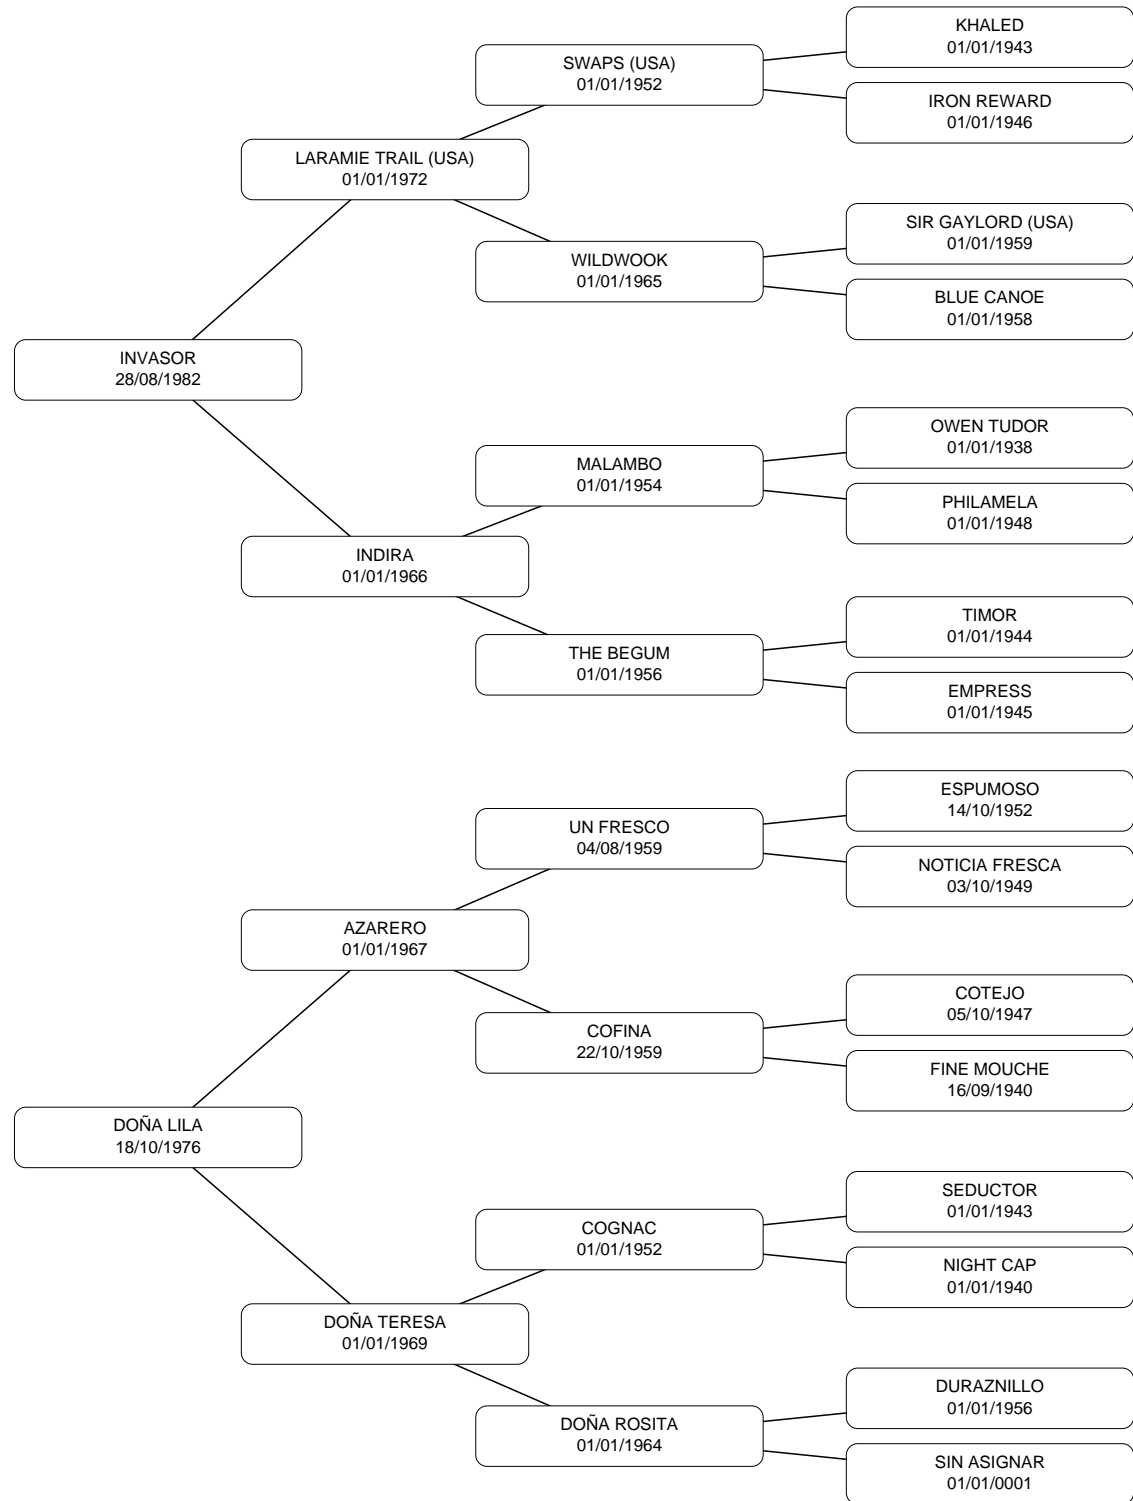 KHALED
01/01/1943
SWAPS (USA)
01/01/1952
IRON REWARD
01/01/1946
LARAMIE TRAIL (USA)
01/01/1972
SIR GAYLORD (USA)
01/01/1959
WILDWOOK
01/01/1965
BLUE CANOE
01/01/1958
INVASOR
28/08/1982
OWEN TUDOR
01/01/1938
MALAMBO
01/01/1954
PHILAMELA
01/01/1948
INDIRA
01/01/1966
TIMOR
01/01/1944
THE BEGUM
01/01/1956
EMPRESS
01/01/1945
ESPUMOSO
14/10/1952
UN FRESCO
04/08/1959
NOTICIA FRESCA
03/10/1949
AZARERO
01/01/1967
COTEJO
05/10/1947
COFINA
22/10/1959
FINE MOUCHE
16/09/1940
DOÑA LILA
18/10/1976
SEDUCTOR
01/01/1943
COGNAC
01/01/1952
NIGHT CAP
01/01/1940
DOÑA TERESA
01/01/1969
DURAZNILLO
01/01/1956
DOÑA ROSITA
01/01/1964
SIN ASIGNAR
01/01/0001